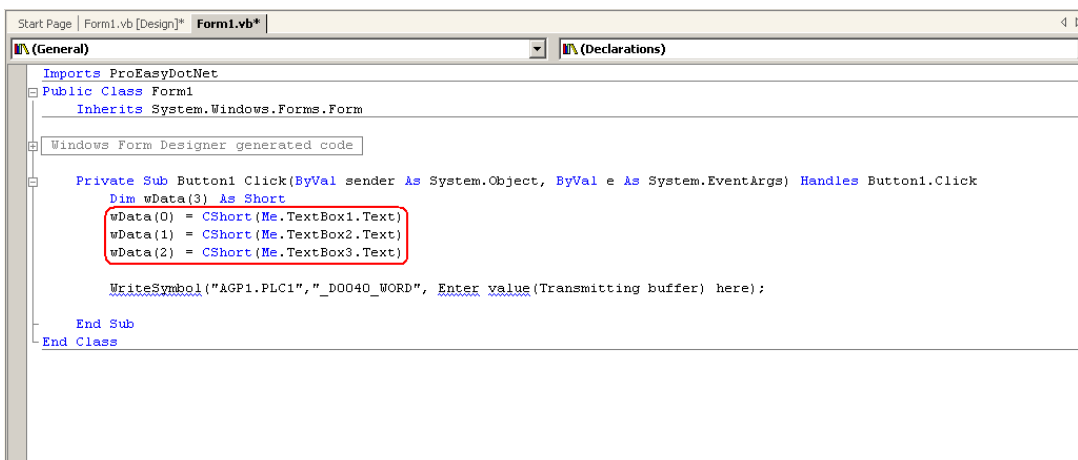 Start Page Form1.vb [Design]* Form1.vb*
(General) (Declarations)
Imports ProEasyDotNet
Public Class Form1
Inherits System.Windows.Forms.Form
Windows Form Designer generated code
Private Sub Button1_Click(ByVal sender As System.Object, ByVal e As System.EventArgs) Handles Button1.Click
Dim wData(3) As Short
wData(0) = CShort(Me.TextBox1.Text)
wData(1) = CShort(Me.TextBox2.Text)
wData(2) = CShort(Me.TextBox3.Text)
WriteSymbol("AGP1.PLC1","_D0040_WORD", Enter value(Transmitting buffer) here);
End Sub
End Class